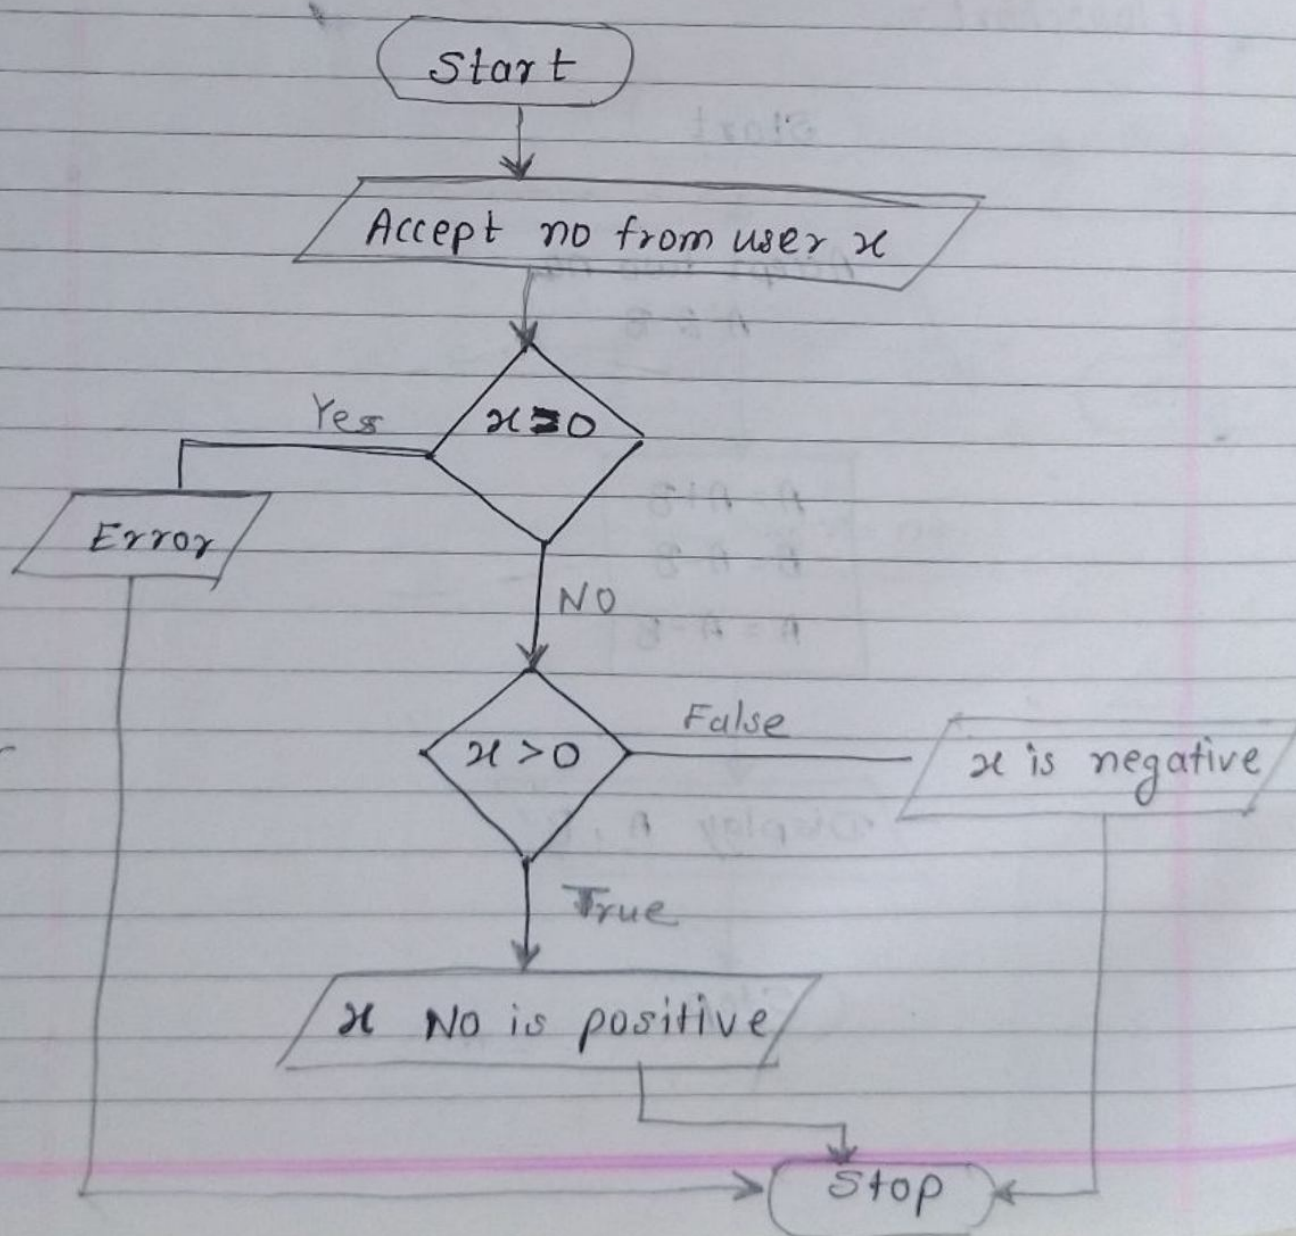 Start
Accept no from user x
x=0
Yes
Error
NO
x>0
False
x is negative
True
x No is positive
Stop